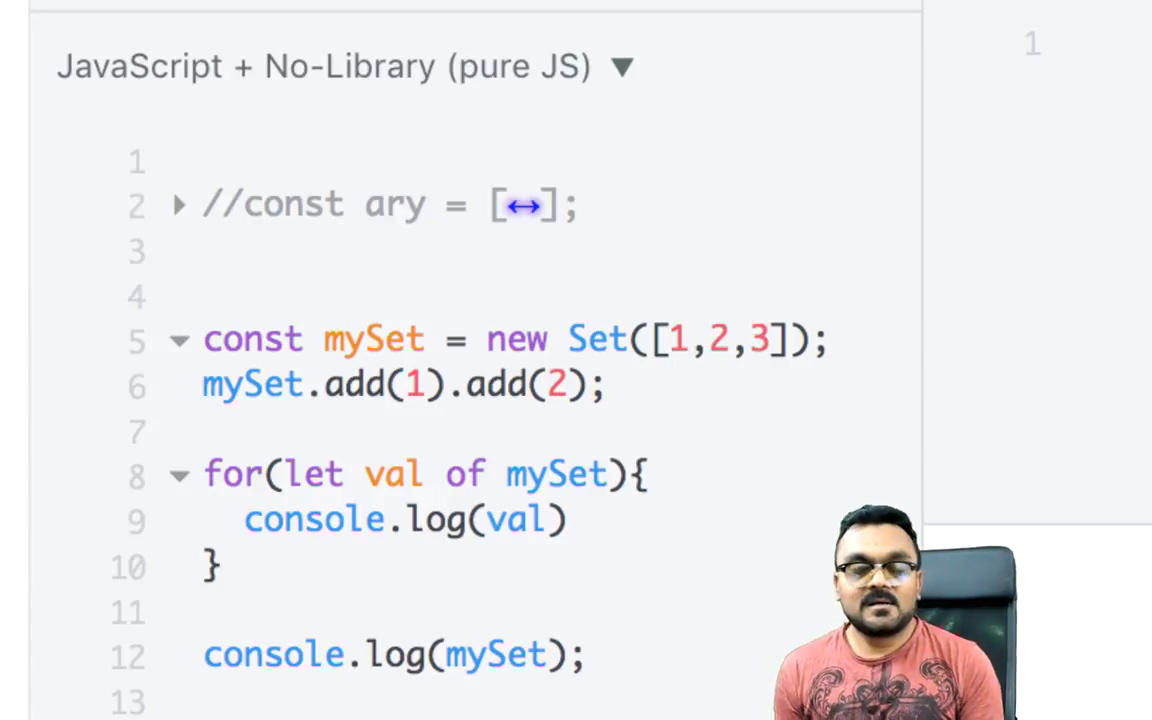 JavaScript + No-Library (pure JS) ▼
1
1
2 //const ary = [↔];
3
4
5 const mySet = new Set([1,2,3]);
6 mySet.add(1).add(2);
7
8 for(let val of mySet){
9 console.log(val)
10 }
11
12 console.log(mySet);
13